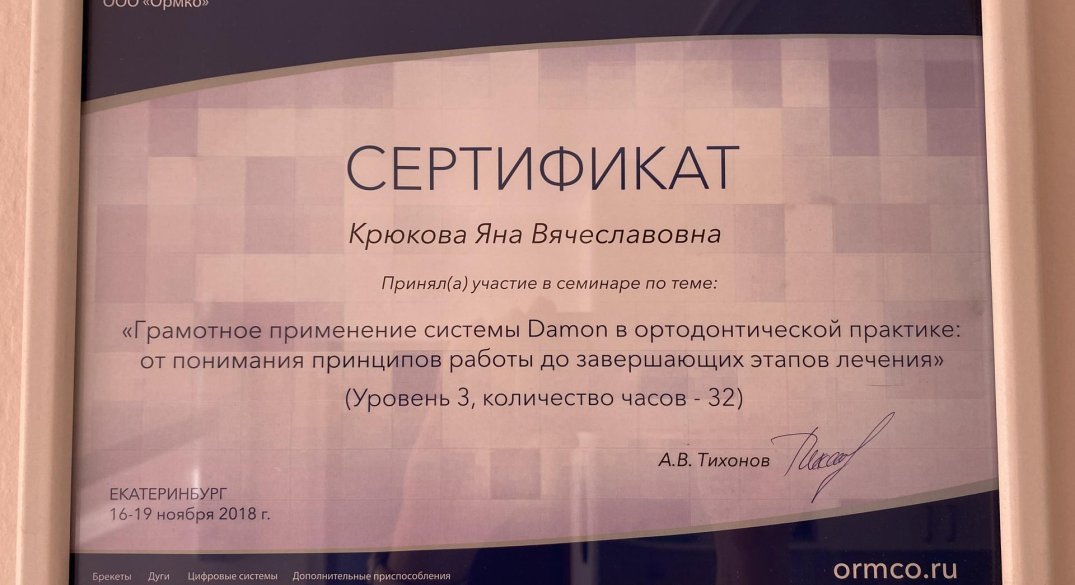 ООО «Ормко»
СЕРТИФИКАТ
Крюкова Яна Вячеславовна
Принял(а) участие в семинаре по теме:
«Грамотное применение системы Damon в ортодонтической практике:
от понимания принципов работы до завершающих этапов лечения»
(Уровень 3, количество часов - 32)
А.В. Тихонов
ЕКАТЕРИНБУРГ
16-19 ноября 2018 г.
Брекеты Дуги Цифровые системы Дополнительные приспособления
ormco.ru